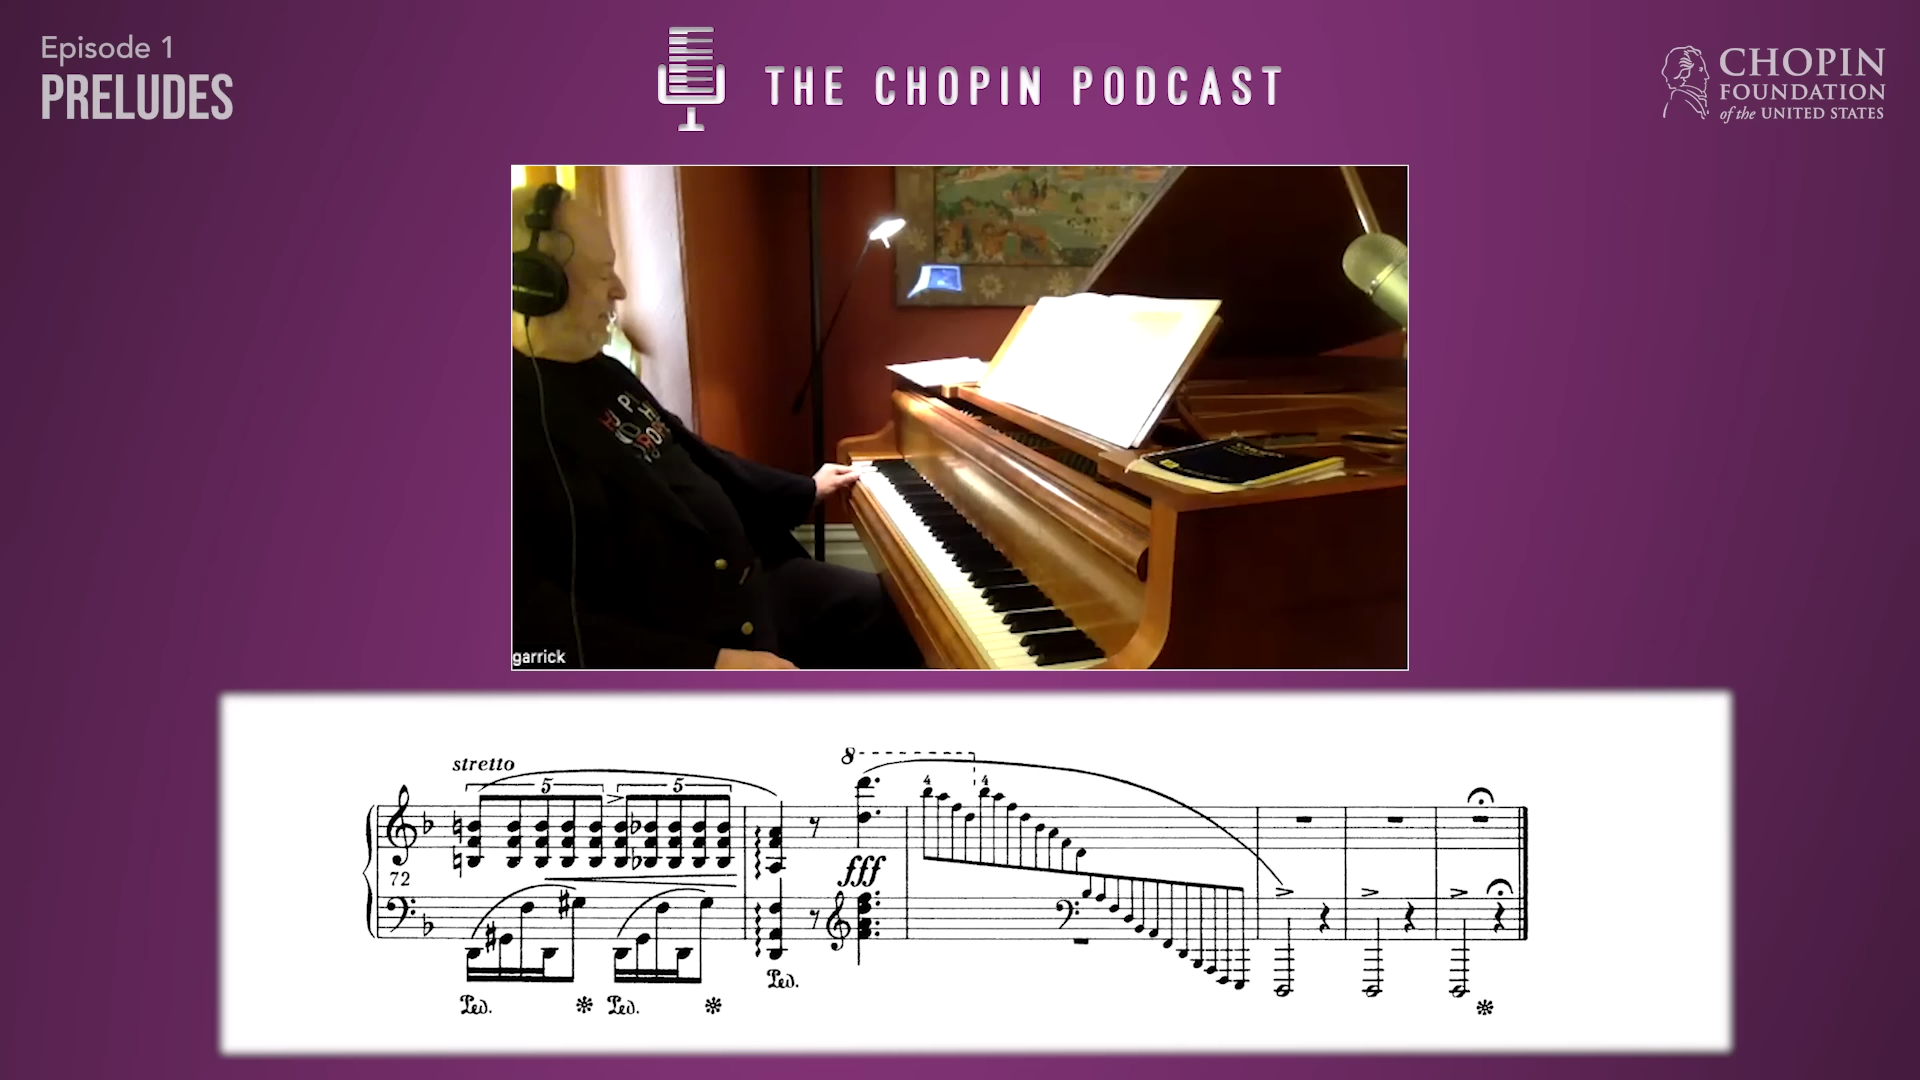 Episode 1
PRELUDES
THE CHOPIN PODCAST
CHOPIN
FOUNDATION
of the UNITED STATES
garrick
stretto
8
5
5
4
4
72
fff
Ped.
Ped.
Ped.